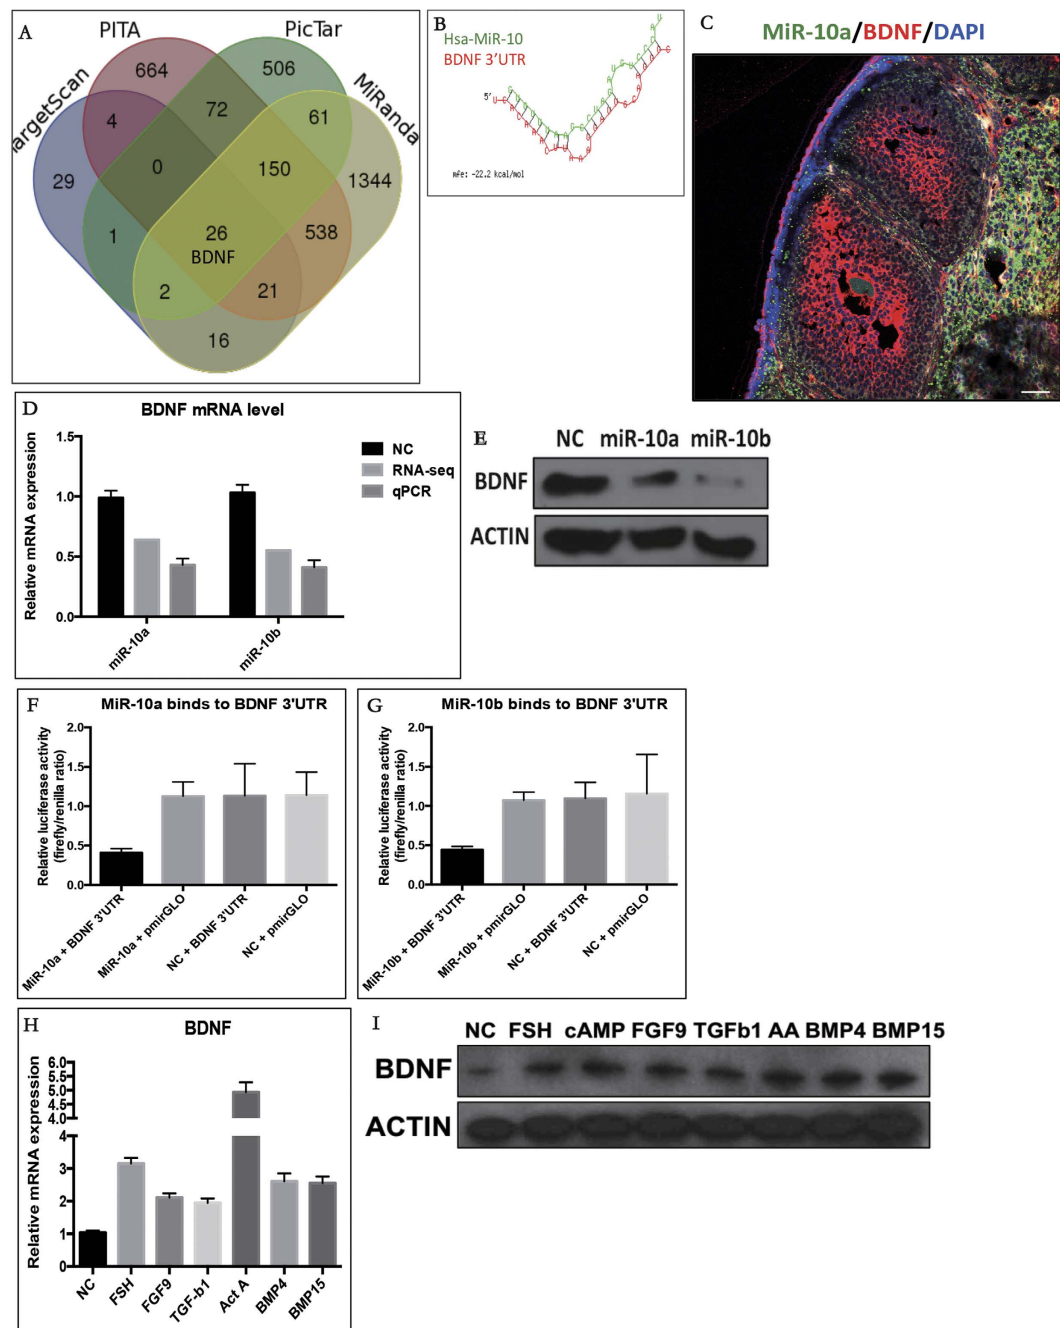 A
PITA
PicTar
TargetScan
MiRanda
664
506
4
72
61
29
0
150
1344
1
26
538
BDNF
2
21
16
B
Hsa-MiR-10
BDNF 3'UTR
5'
mfe: -22.2 kcal/mol
C
MiR-10a/BDNF/DAPI
D
BDNF mRNA level
Relative mRNA expression
1.5
1.0
0.5
0.0
miR-10a
miR-10b
NC
RNA-seq
qPCR
E
NC miR-10a miR-10b
BDNF
ACTIN
F
MiR-10a binds to BDNF 3'UTR
Relative luciferase activity
(firefly/renilla ratio)
2.0
1.5
1.0
0.5
0.0
MiR-10a + BDNF 3'UTR
MiR-10a + pmirGLO
NC + BDNF 3'UTR
NC + pmirGLO
G
MiR-10b binds to BDNF 3'UTR
Relative luciferase activity
(firefly/renilla ratio)
2.0
1.5
1.0
0.5
0.0
MiR-10b + BDNF 3'UTR
MiR-10b + pmirGLO
NC + BDNF 3'UTR
NC + pmirGLO
H
BDNF
Relative mRNA expression
6.0
5.5
5.0
4.5
4.0
4
3
2
1
0
NC
FSH
FGF9
TGF-b1
Act A
BMP4
BMP15
I
NC FSH cAMP FGF9 TGFb1 AA BMP4 BMP15
BDNF
ACTIN